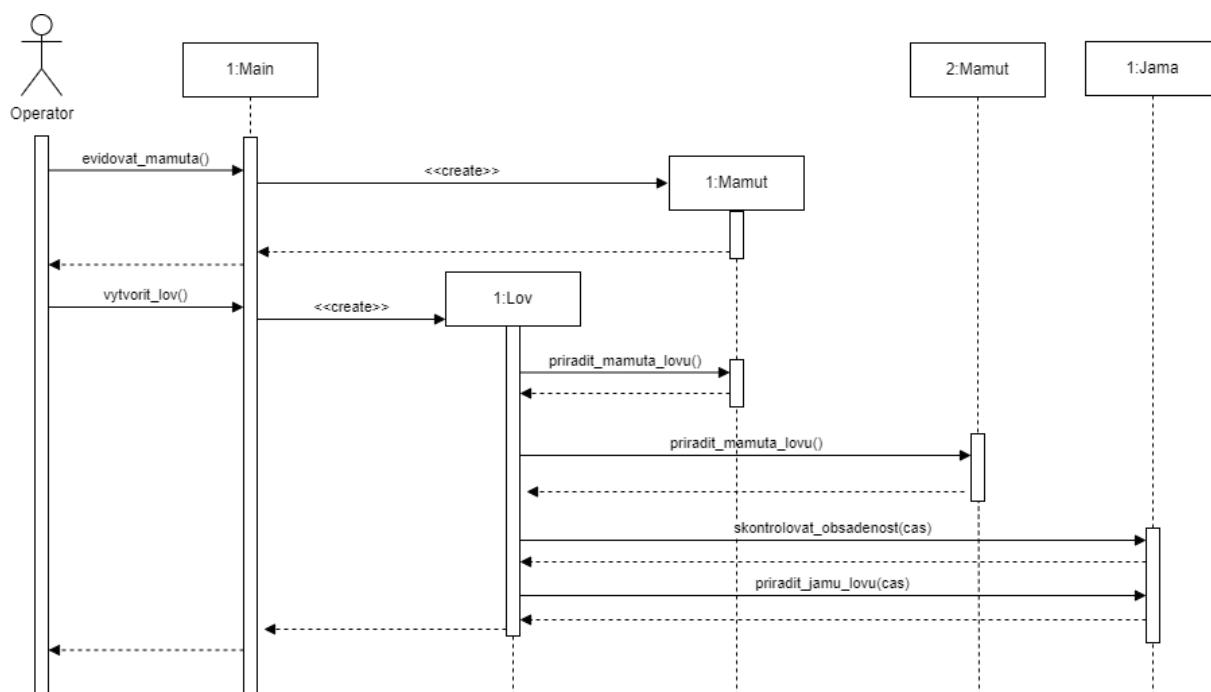 Operator
1:Main
2:Mamut
1:Jama
evidovat_mamuta()
<<create>>
1:Mamut
vytvorit_lov()
<<create>>
1:Lov
priradit_mamuta_lovu()
priradit_mamuta_lovu()
skontrolovat_obsadenost(cas)
priradit_jamu_lovu(cas)